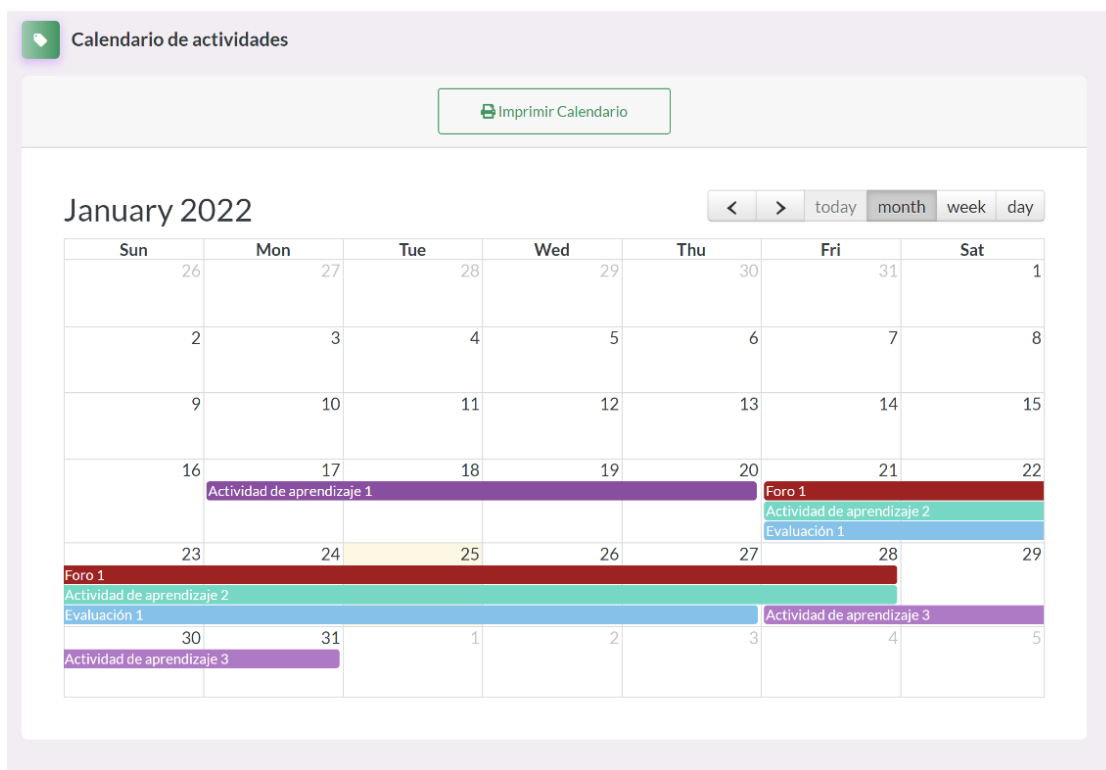 Calendario de actividades
Imprimir Calendario
January 2022
today month week day
Sun Mon Tue Wed Thu Fri Sat
26 27 28 29 30 31 1
2 3 4 5 6 7 8
9 10 11 12 13 14 15
16 17 18 19 20 21 22
Actividad de aprendizaje 1 Foro 1
Actividad de aprendizaje 2
Evaluación 1
23 24 25 26 27 28 29
Foro 1
Actividad de aprendizaje 2
Evaluación 1 Actividad de aprendizaje 3
30 31 1 2 3 4 5
Actividad de aprendizaje 3